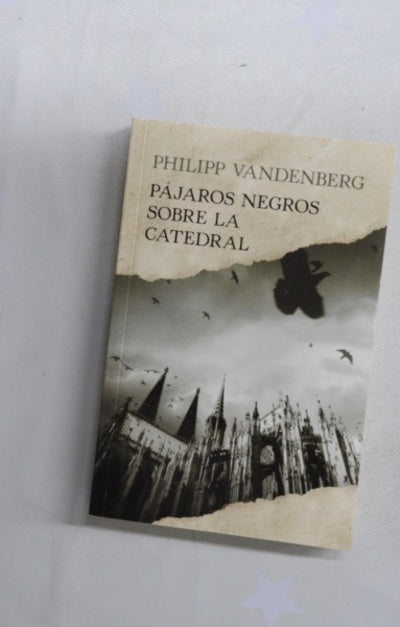 PHILIPP VANDENBERG
PÁJAROS NEGROS
SOBRE LA
CATEDRAL